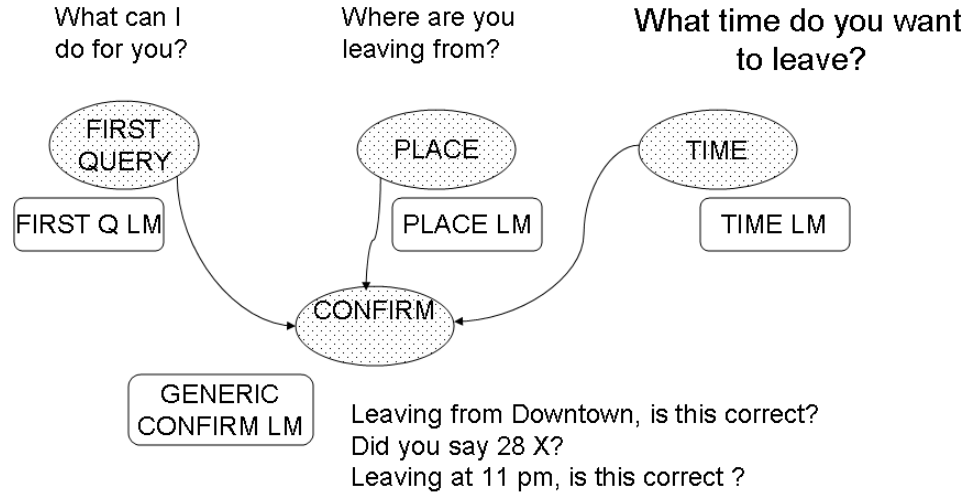 What can I
do for you?
Where are you
leaving from?
What time do you want
to leave?
FIRST
QUERY
PLACE
TIME
FIRST Q LM
PLACE LM
TIME LM
CONFIRM
GENERIC
CONFIRM LM
Leaving from Downtown, is this correct?
Did you say 28 X?
Leaving at 11 pm, is this correct ?